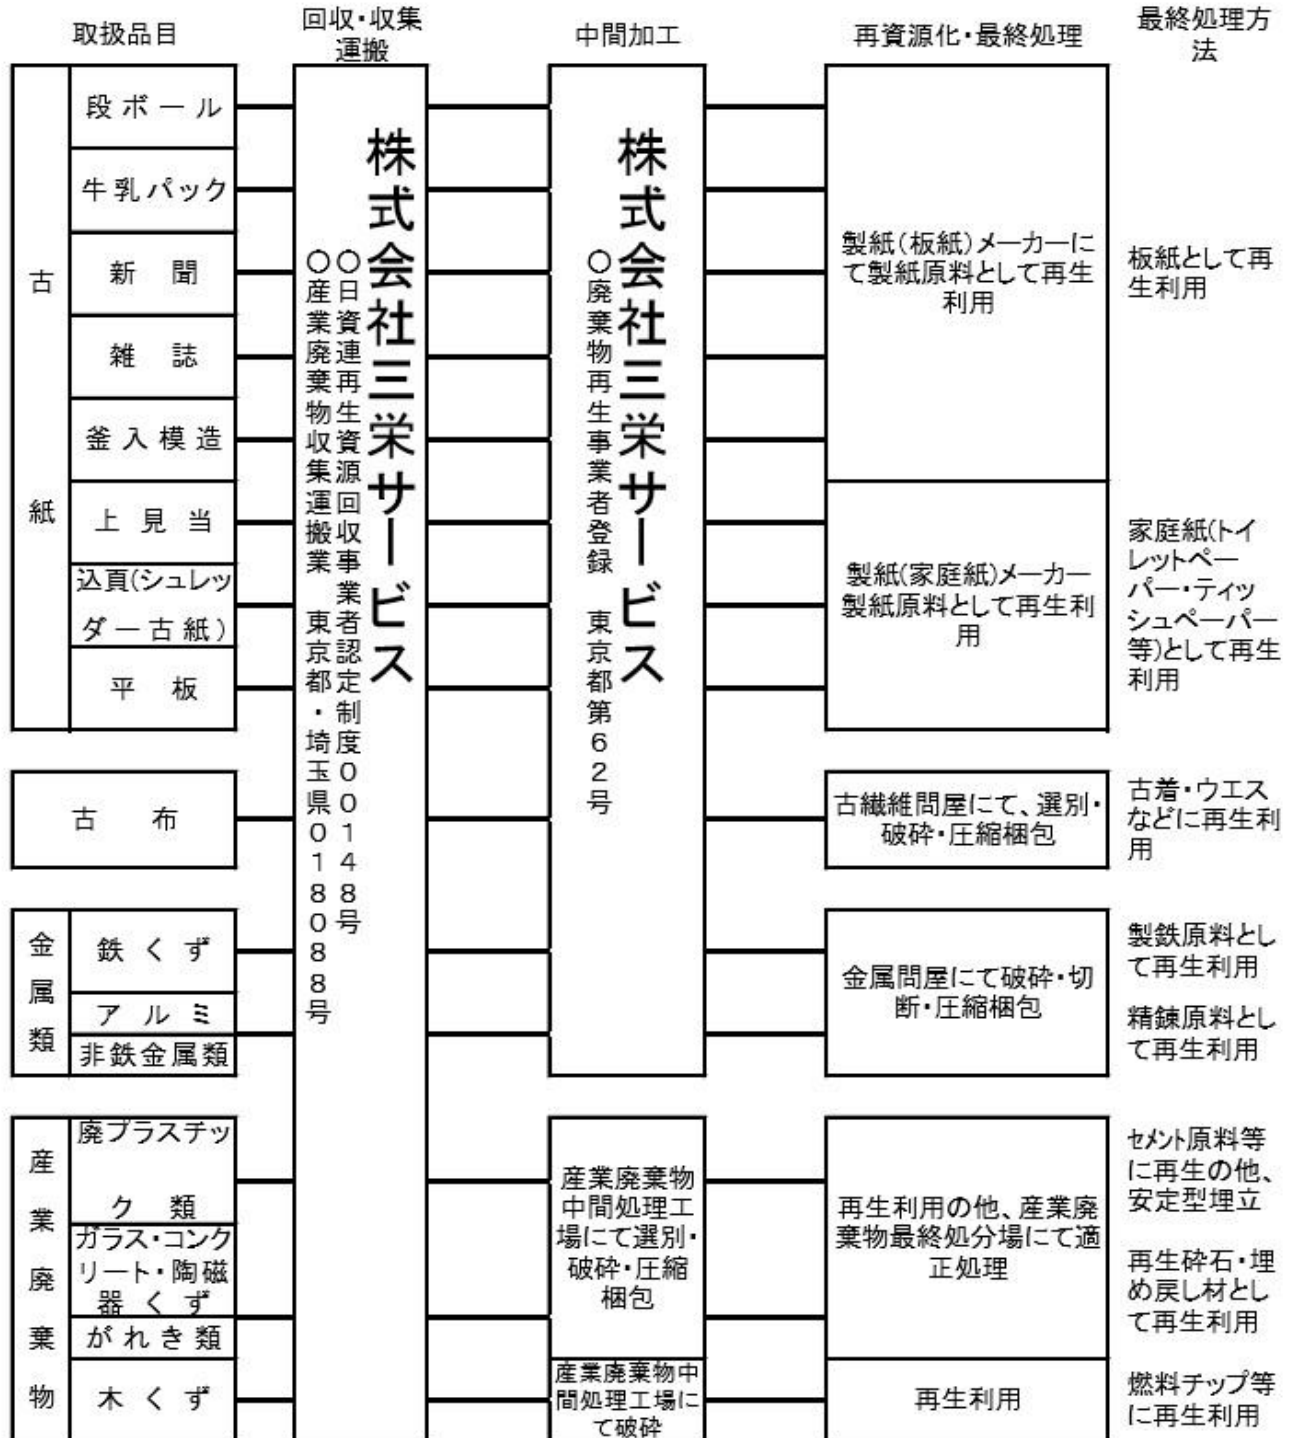 取扱品目
回収・収集
運搬
中間加工
再資源化・最終処理
最終処理方
法
古紙
段ボール
牛乳パック
新聞
雑誌
釜入模造
上見当
込頁(シュレッ
ダー古紙)
平板
古布
金属類
鉄くず
アルミ
非鉄金属類
産業廃棄物
廃プラスチッ
ク類
ガラス・コンク
リート・陶磁
器くず
がれき類
木くず
株式会社三栄サービス
〇日資連再生資源回収事業者認定制度00148号
〇産業廃棄物収集運搬業 東京都・埼玉県018088号
株式会社三栄サービス
〇廃棄物再生事業者登録 東京都第62号
産業廃棄物
中間処理工
場にて選別・
破砕・圧縮
梱包
産業廃棄物中
間処理工場に
て破砕
製紙(板紙)メーカーに
て製紙原料として再生
利用
製紙(家庭紙)メーカー
製紙原料として再生利
用
古繊維問屋にて、選別・
破砕・圧縮梱包
金属問屋にて破砕・切
断・圧縮梱包
再生利用の他、産業廃
棄物最終処分場にて適
正処理
再生利用
板紙として再
生利用
家庭紙(トイ
レットペー
パー・ティッ
シュペーパー
等)として再生
利用
古着・ウエス
などに再生利
用
製鉄原料とし
て再生利用
精錬原料とし
て再生利用
セメント原料等
に再生の他、
安定型埋立
再生砕石・埋
め戻し材とし
て再生利用
燃料チップ等
に再生利用